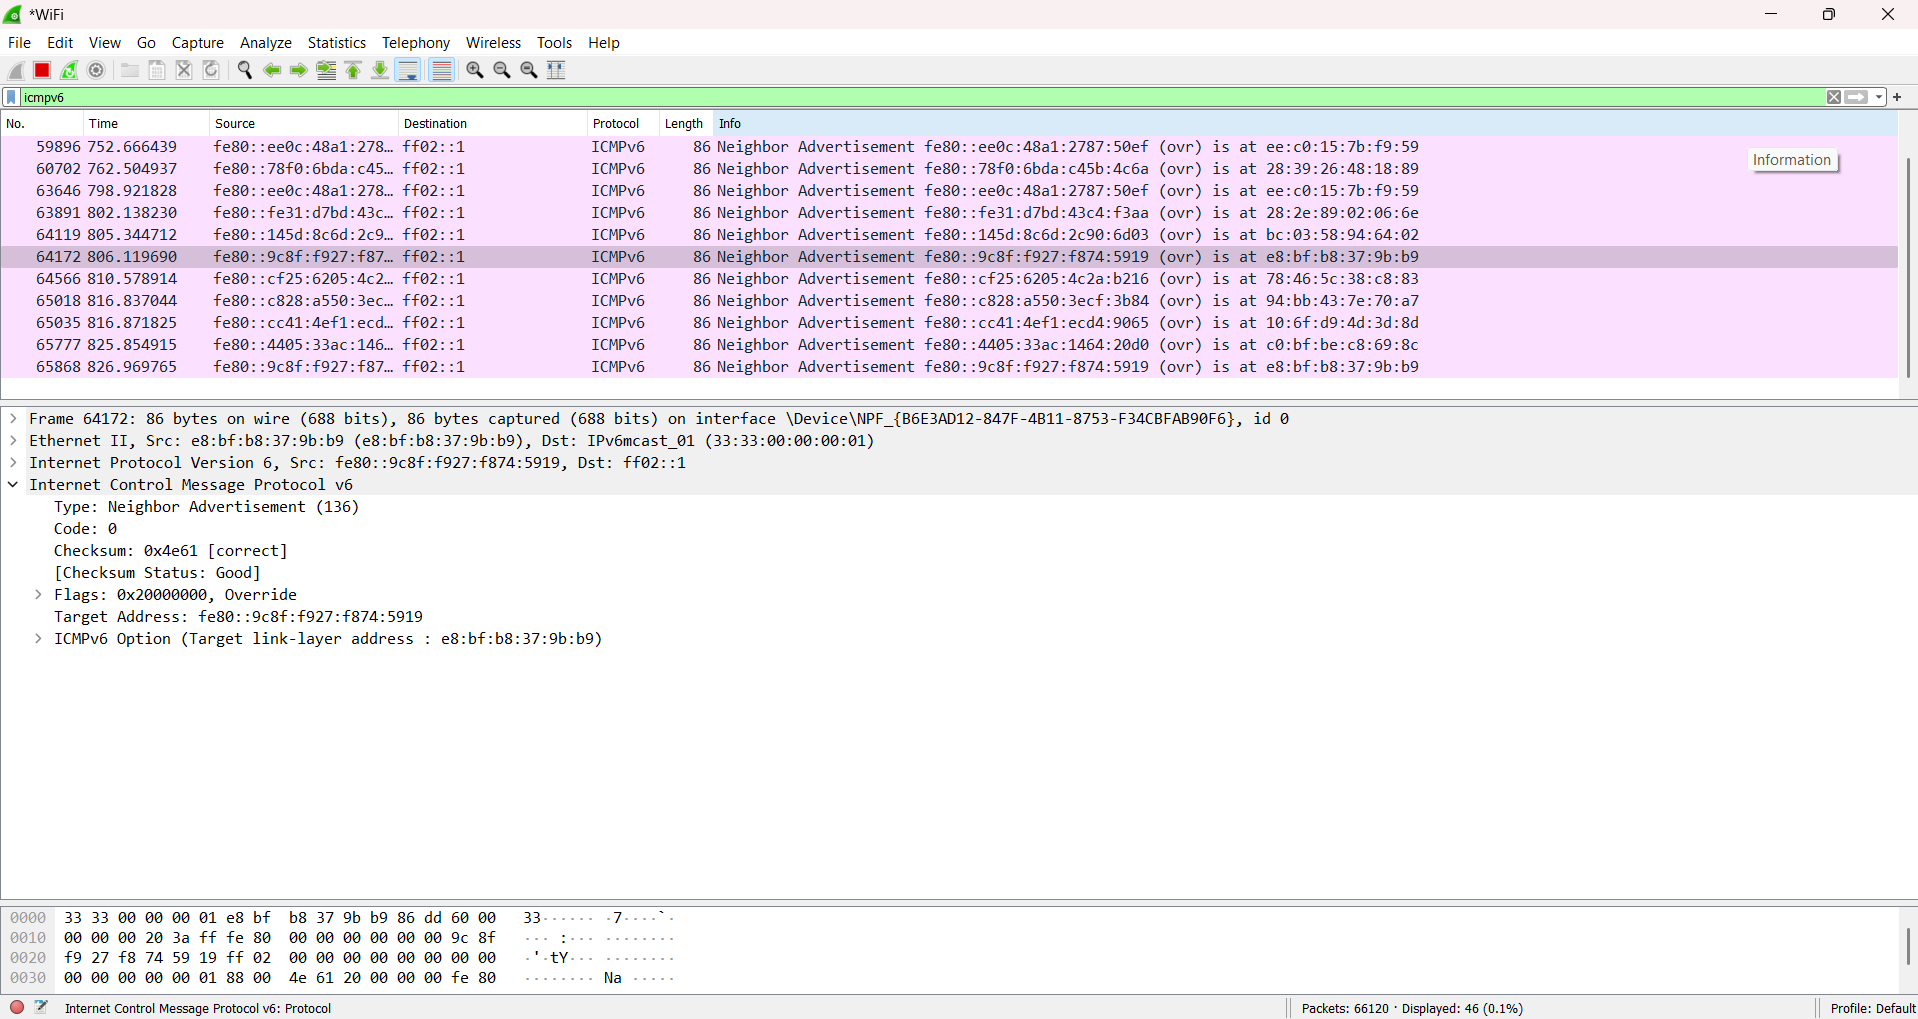 *WiFi
File Edit View Go Capture Analyze Statistics Telephony Wireless Tools Help
icmpv6
No. Time Source Destination Protocol Length Info
59896 752.666439 fe80::ee0c:48a1:278… ff02::1 ICMPv6 86 Neighbor Advertisement fe80::ee0c:48a1:2787:50ef (ovr) is at ee:c0:15:7b:f9:59
Information
60702 762.504937 fe80::78f0:6bda:c45… ff02::1 ICMPv6 86 Neighbor Advertisement fe80::78f0:6bda:c45b:4c6a (ovr) is at 28:39:26:48:18:89
63646 798.921828 fe80::ee0c:48a1:278… ff02::1 ICMPv6 86 Neighbor Advertisement fe80::ee0c:48a1:2787:50ef (ovr) is at ee:c0:15:7b:f9:59
63891 802.138230 fe80::fe31:d7bd:43c… ff02::1 ICMPv6 86 Neighbor Advertisement fe80::fe31:d7bd:43c4:f3aa (ovr) is at 28:2e:89:02:06:6e
64119 805.344712 fe80::145d:8c6d:2c9… ff02::1 ICMPv6 86 Neighbor Advertisement fe80::145d:8c6d:2c90:6d03 (ovr) is at bc:03:58:94:64:02
64172 806.119690 fe80::9c8f:f927:f87… ff02::1 ICMPv6 86 Neighbor Advertisement fe80::9c8f:f927:f874:5919 (ovr) is at e8:bf:b8:37:9b:b9
64566 810.578914 fe80::cf25:6205:4c2… ff02::1 ICMPv6 86 Neighbor Advertisement fe80::cf25:6205:4c2a:b216 (ovr) is at 78:46:5c:38:c8:83
65018 816.837044 fe80::c828:a550:3ec… ff02::1 ICMPv6 86 Neighbor Advertisement fe80::c828:a550:3ecf:3b84 (ovr) is at 94:bb:43:7e:70:a7
65035 816.871825 fe80::cc41:4ef1:ecd… ff02::1 ICMPv6 86 Neighbor Advertisement fe80::cc41:4ef1:ecd4:9065 (ovr) is at 10:6f:d9:4d:3d:8d
65777 825.854915 fe80::4405:33ac:146… ff02::1 ICMPv6 86 Neighbor Advertisement fe80::4405:33ac:1464:20d0 (ovr) is at c0:bf:be:c8:69:8c
65868 826.969765 fe80::9c8f:f927:f87… ff02::1 ICMPv6 86 Neighbor Advertisement fe80::9c8f:f927:f874:5919 (ovr) is at e8:bf:b8:37:9b:b9
Frame 64172: 86 bytes on wire (688 bits), 86 bytes captured (688 bits) on interface \Device\NPF_{B6E3AD12-847F-4B11-8753-F34CBFAB90F6}, id 0
Ethernet II, Src: e8:bf:b8:37:9b:b9 (e8:bf:b8:37:9b:b9), Dst: IPv6mcast_01 (33:33:00:00:00:01)
Internet Protocol Version 6, Src: fe80::9c8f:f927:f874:5919, Dst: ff02::1
Internet Control Message Protocol v6
Type: Neighbor Advertisement (136)
Code: 0
Checksum: 0x4e61 [correct]
[Checksum Status: Good]
Flags: 0x20000000, Override
Target Address: fe80::9c8f:f927:f874:5919
ICMPv6 Option (Target link-layer address : e8:bf:b8:37:9b:b9)
0000 33 33 00 00 00 01 e8 bf b8 37 9b b9 86 dd 60 00 33······ ·7····`·
0010 00 00 00 20 3a ff fe 80 00 00 00 00 00 00 9c 8f ··· :··· ········
0020 f9 27 f8 74 59 19 ff 02 00 00 00 00 00 00 00 00 ·'·tY··· ········
0030 00 00 00 00 00 01 88 00 4e 61 20 00 00 00 fe 80 ········ Na ·····
Internet Control Message Protocol v6: Protocol
Packets: 66120 · Displayed: 46 (0.1%)
Profile: Default